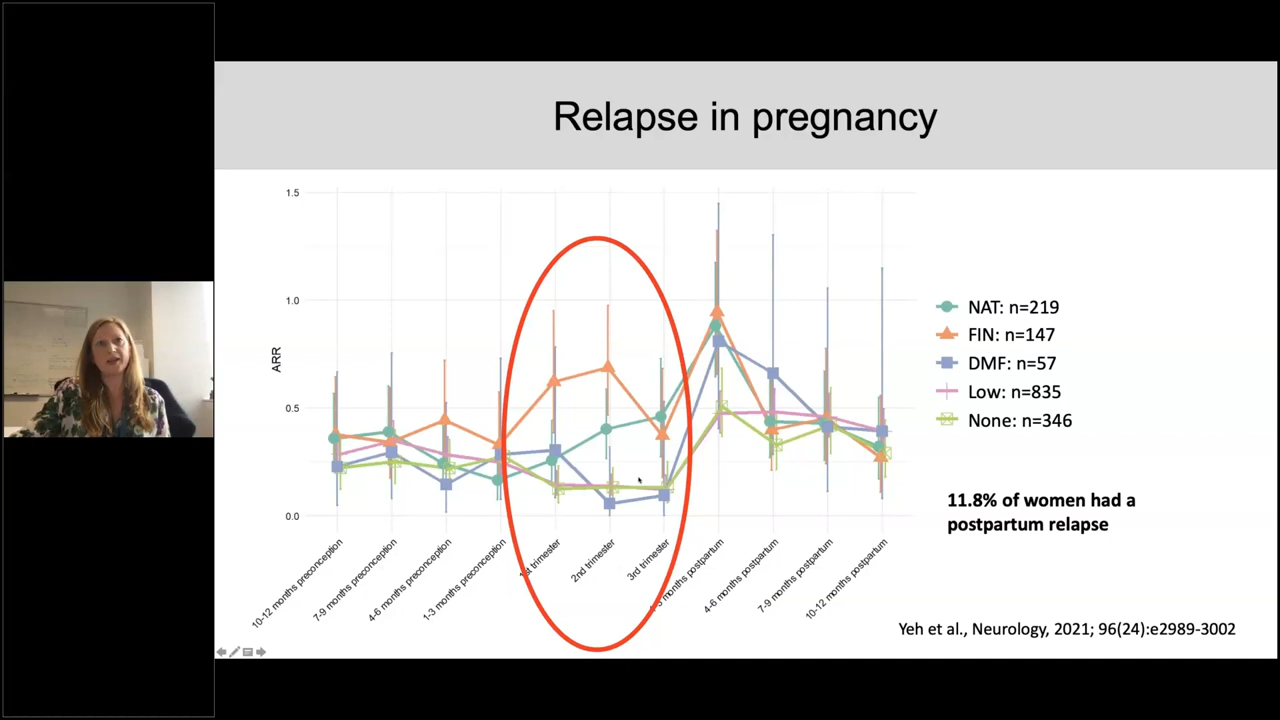 Relapse in pregnancy
1.5
1.0
0.5
0.0
ARR
10-12 months preconception
7-9 months preconception
4-6 months preconception
1-3 months preconception
1st trimester
2nd trimester
3rd trimester
1-3 months postpartum
4-6 months postpartum
7-9 months postpartum
10-12 months postpartum
NAT: n=219
FIN: n=147
DMF: n=57
Low: n=835
None: n=346
11.8% of women had a
postpartum relapse
Yeh et al., Neurology, 2021; 96(24):e2989-3002